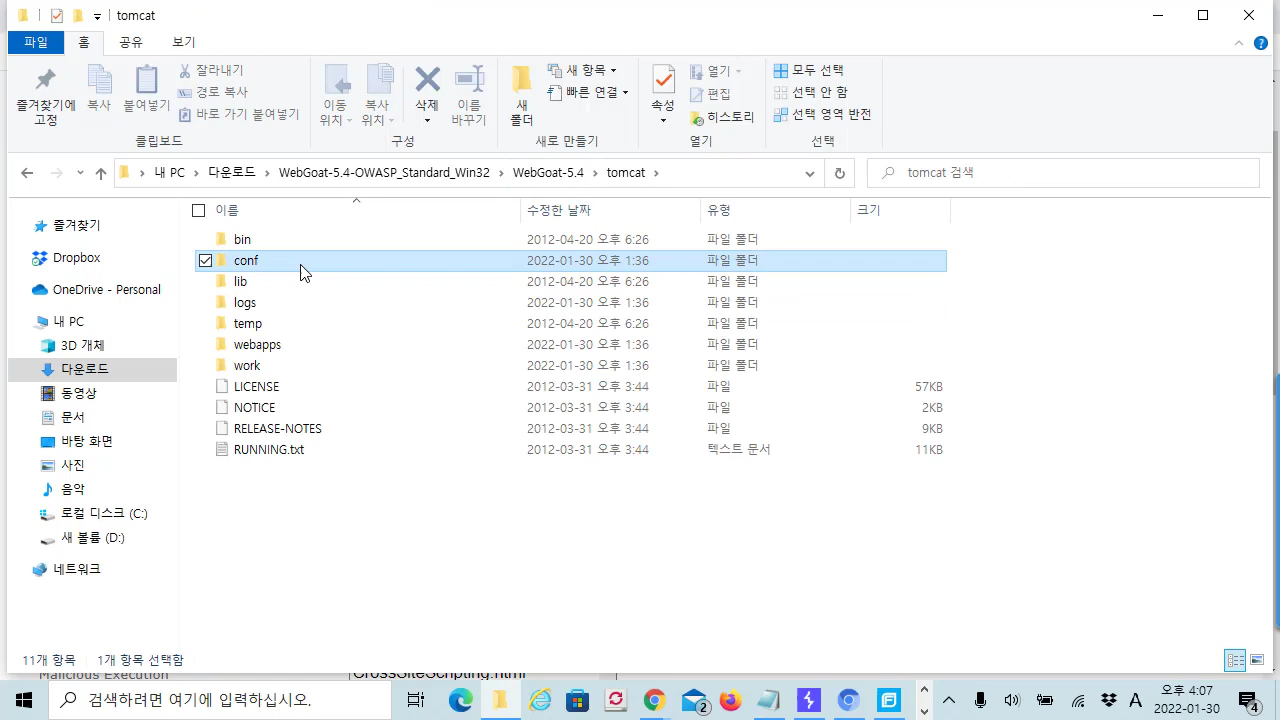 tomcat
파일 홈 공유 보기
즐겨찾기에 고정
복사
붙여넣기
잘라내기
경로 복사
바로 가기 붙여넣기
클립보드
이동 위치
복사 위치
삭제
이름 바꾸기
구성
새 폴더
새 항목
빠른 연결
새로 만들기
속성
열기
편집
히스토리
열기
모두 선택
선택 안 함
선택 영역 반전
선택
내 PC › 다운로드 › WebGoat-5.4-OWASP_Standard_Win32 › WebGoat-5.4 › tomcat ›
tomcat 검색
즐겨찾기
Dropbox
OneDrive - Personal
내 PC
3D 개체
다운로드
동영상
문서
바탕 화면
사진
음악
로컬 디스크 (C:)
새 볼륨 (D:)
네트워크
이름 수정한 날짜 유형 크기
bin 2012-04-20 오후 6:26 파일 폴더
conf 2022-01-30 오후 1:36 파일 폴더
lib 2012-04-20 오후 6:26 파일 폴더
logs 2022-01-30 오후 1:36 파일 폴더
temp 2012-04-20 오후 6:26 파일 폴더
webapps 2022-01-30 오후 1:36 파일 폴더
work 2022-01-30 오후 1:36 파일 폴더
LICENSE 2012-03-31 오후 3:44 파일 57KB
NOTICE 2012-03-31 오후 3:44 파일 2KB
RELEASE-NOTES 2012-03-31 오후 3:44 파일 9KB
RUNNING.txt 2012-03-31 오후 3:44 텍스트 문서 11KB
11개 항목 1개 항목 선택함
Malicious Execution
CrossSiteScripting.html
검색하려면 여기에 입력하십시오.
2
A
오후 4:07
2022-01-30
4